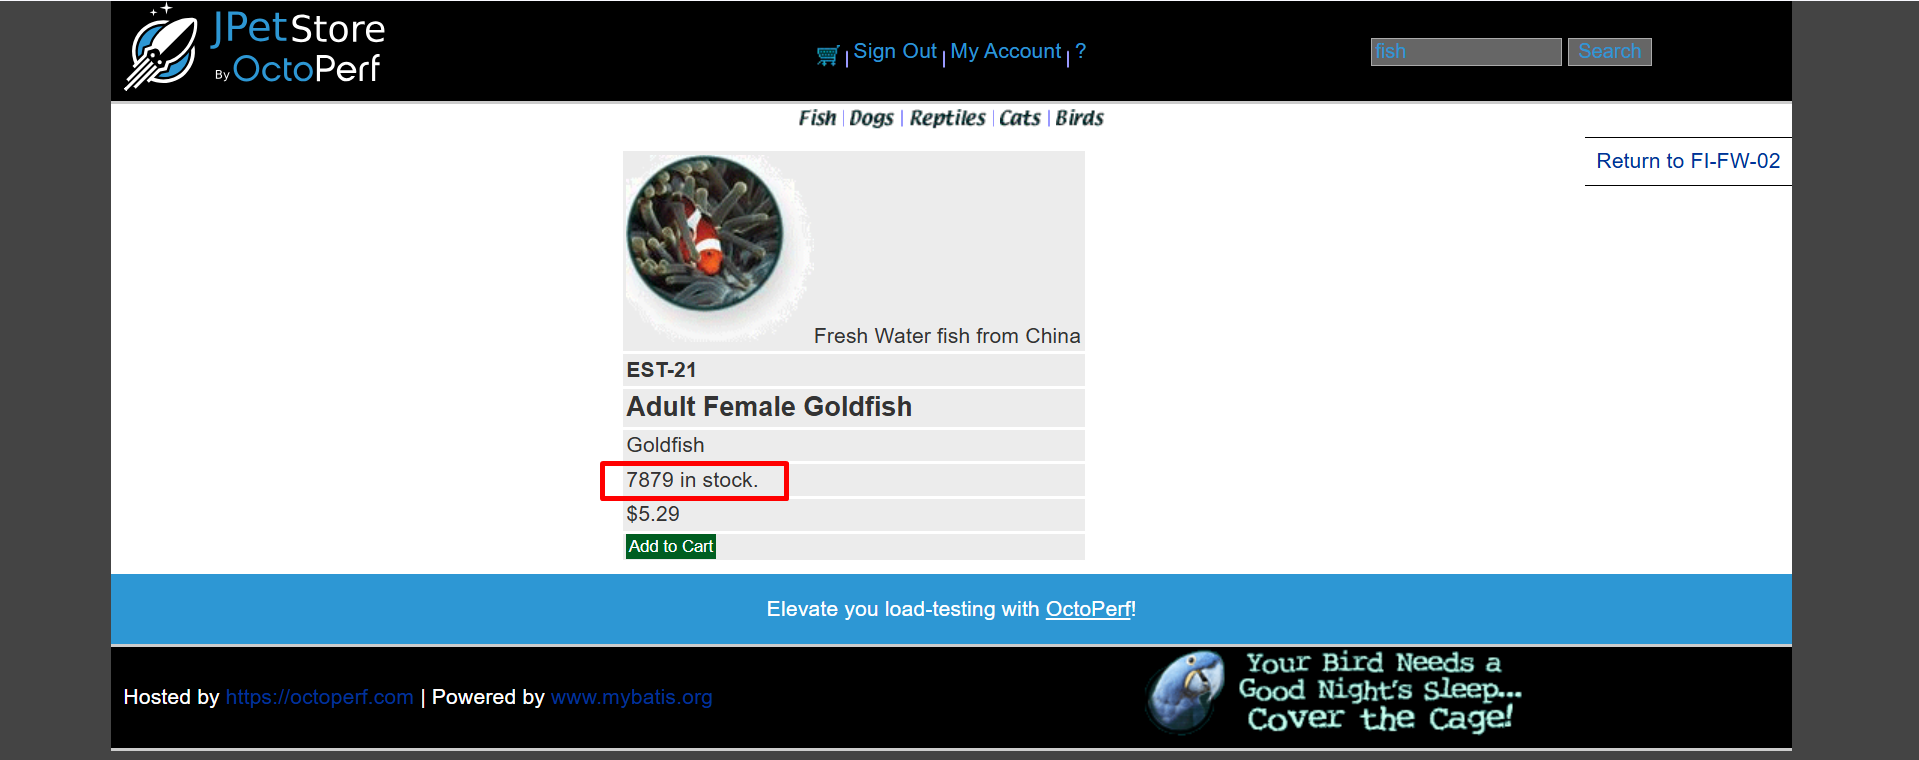 JPetStore
By OctoPerf
Sign Out | My Account | ?
fish
Search
Fish | Dogs | Reptiles | Cats | Birds
Return to FI-FW-02
Fresh Water fish from China
EST-21
Adult Female Goldfish
Goldfish
7879 in stock.
$5.29
Add to Cart
Elevate you load-testing with OctoPerf!
Hosted by https://octoperf.com | Powered by www.mybatis.org
Your Bird Needs a
Good Night's Sleep...
Cover the Cage!